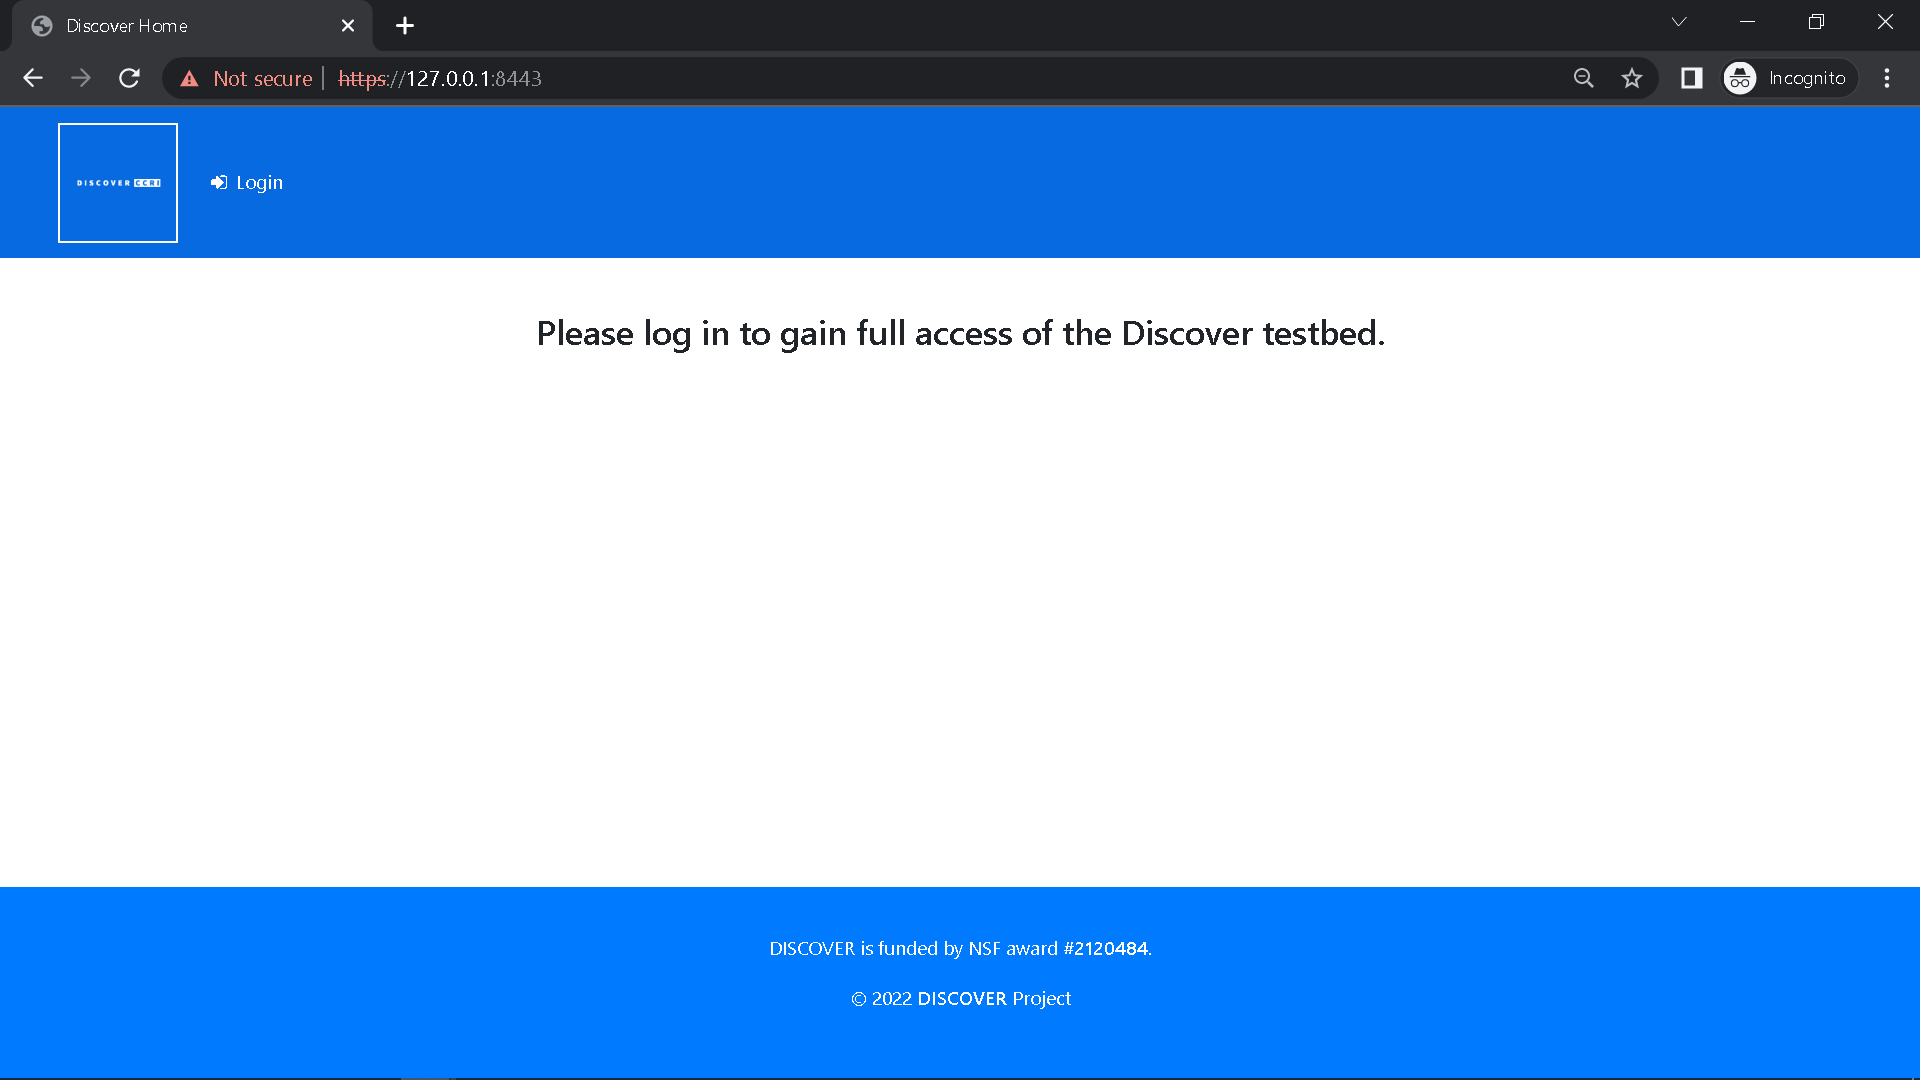 Discover Home
Not secure https://127.0.0.1:8443
Incognito
DISCOVER CCRI
Login
Please log in to gain full access of the Discover testbed.
DISCOVER is funded by NSF award #2120484.
© 2022 DISCOVER Project